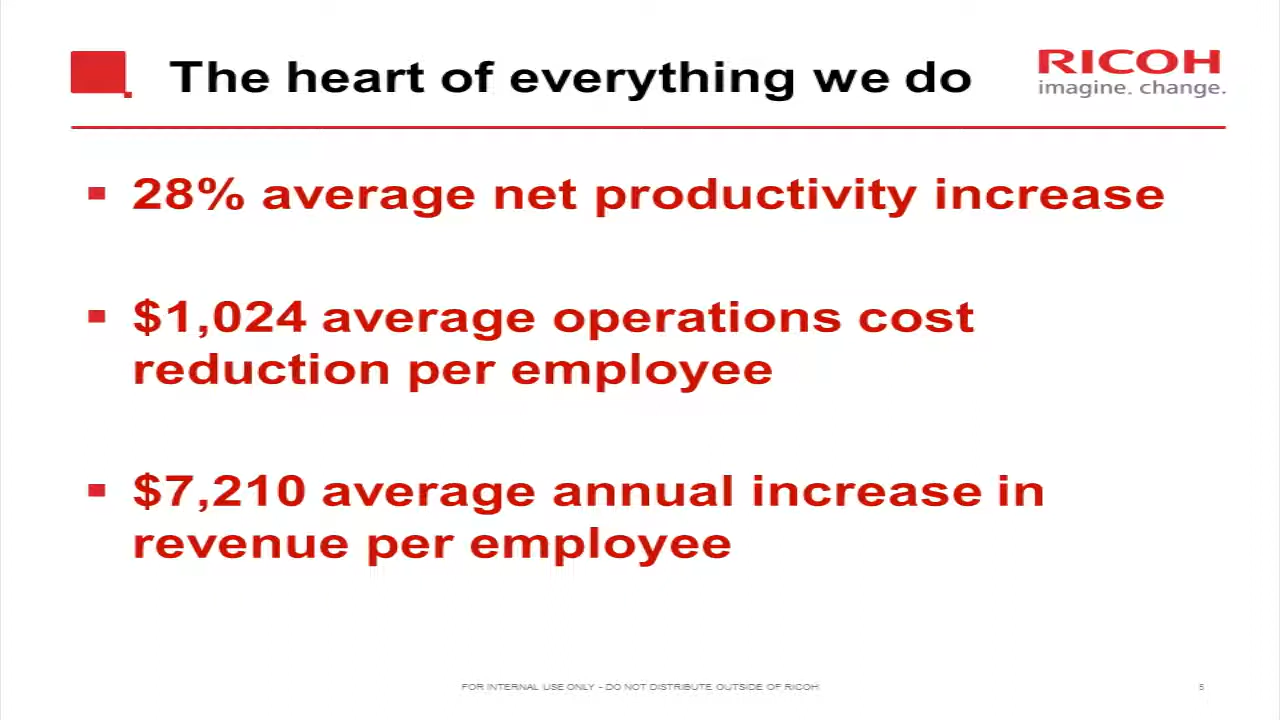 The heart of everything we do
RICOH
imagine. change.
28% average net productivity increase
$1,024 average operations cost
reduction per employee
$7,210 average annual increase in
revenue per employee
FOR INTERNAL USE ONLY - DO NOT DISTRIBUTE OUTSIDE OF RICOH
5